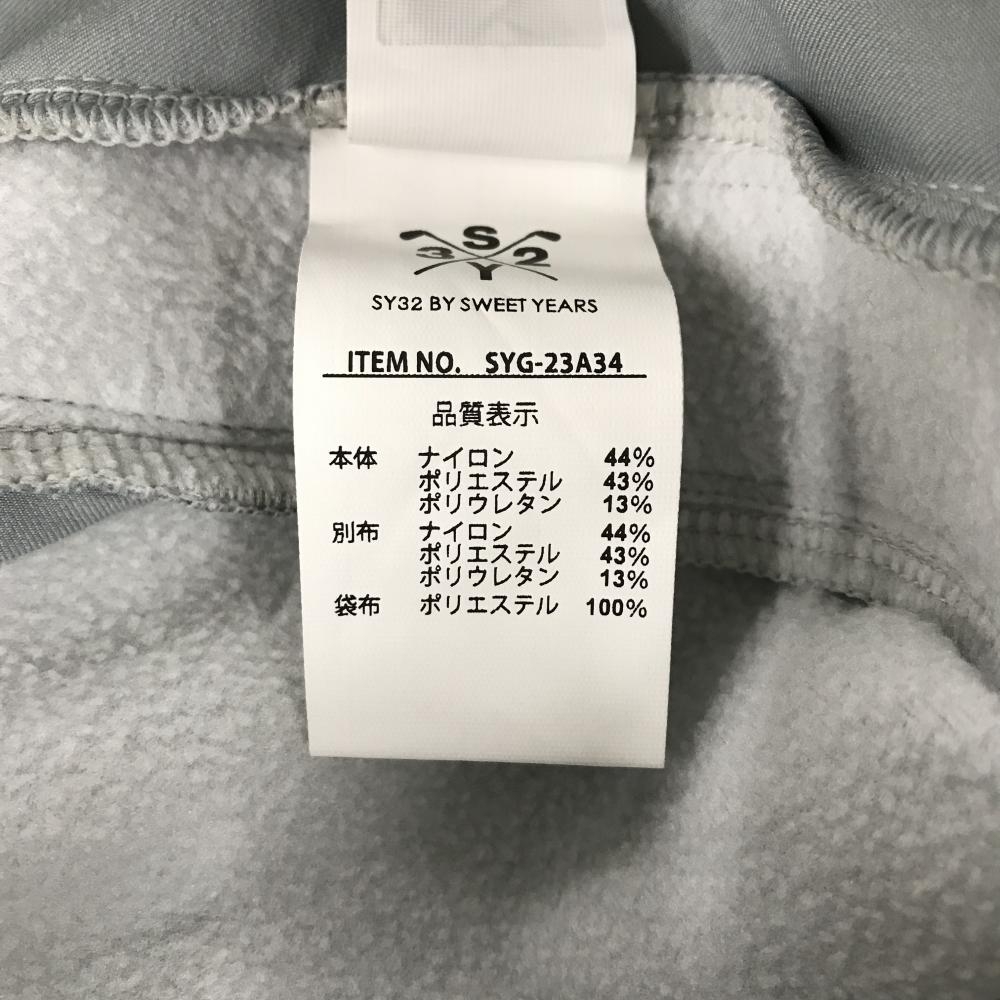 S
3 2
Y
SY32 BY SWEET YEARS
ITEM NO. SYG-23A34
品質表示
本体 ナイロン 44%
ポリエステル 43%
ポリウレタン 13%
別布 ナイロン 44%
ポリエステル 43%
ポリウレタン 13%
袋布 ポリエステル 100%